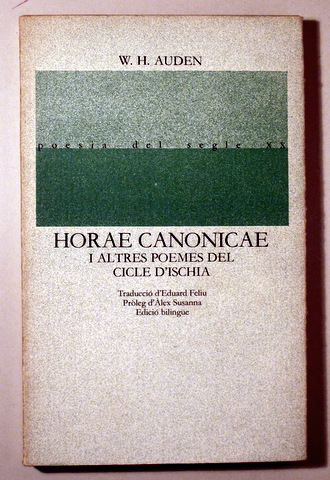 W. H. AUDEN
poesia del segle XX
HORAE CANONICAE
I ALTRES POEMES DEL
CICLE D'ISCHIA
Traducció d'Eduard Feliu
Pròleg d'Àlex Susanna
Edició bilingüe